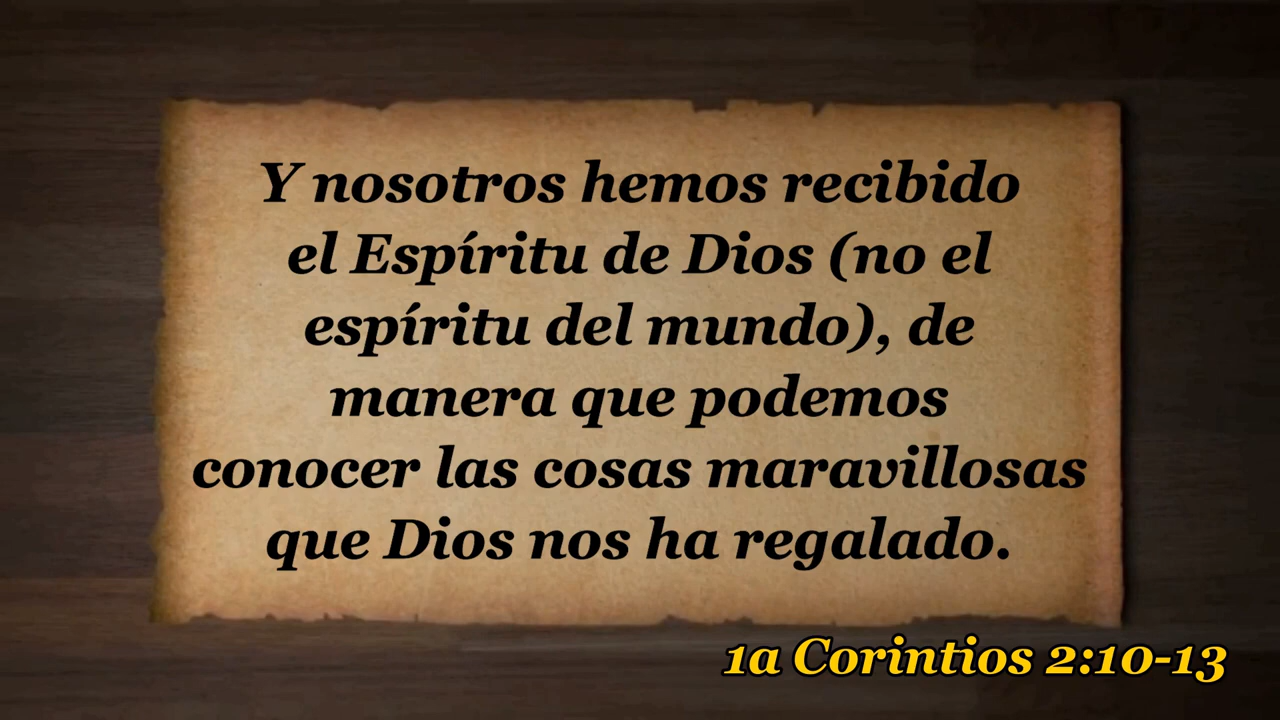 Y nosotros hemos recibido
el Espíritu de Dios (no el
espíritu del mundo), de
manera que podemos
conocer las cosas maravillosas
que Dios nos ha regalado.
1a Corintios 2:10-13